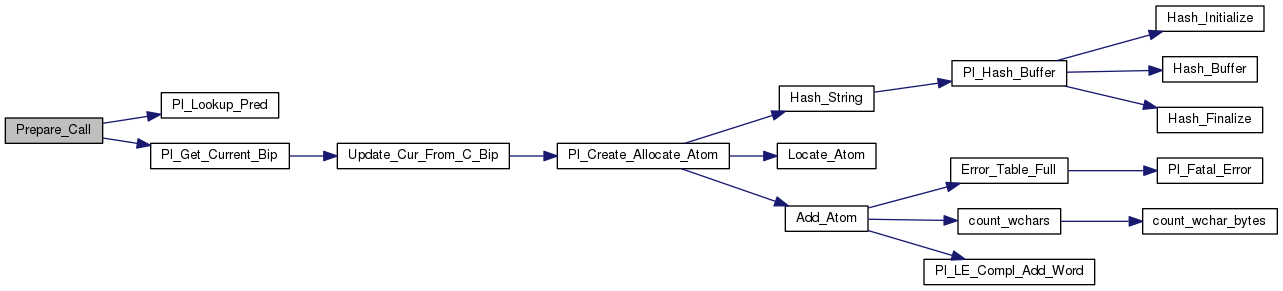 Prepare_Call
Pl_Lookup_Pred
Pl_Get_Current_Bip
Update_Cur_From_C_Bip
Pl_Create_Allocate_Atom
Hash_String
Pl_Hash_Buffer
Hash_Initialize
Hash_Buffer
Hash_Finalize
Locate_Atom
Add_Atom
Error_Table_Full
Pl_Fatal_Error
count_wchars
count_wchar_bytes
Pl_LE_Compl_Add_Word